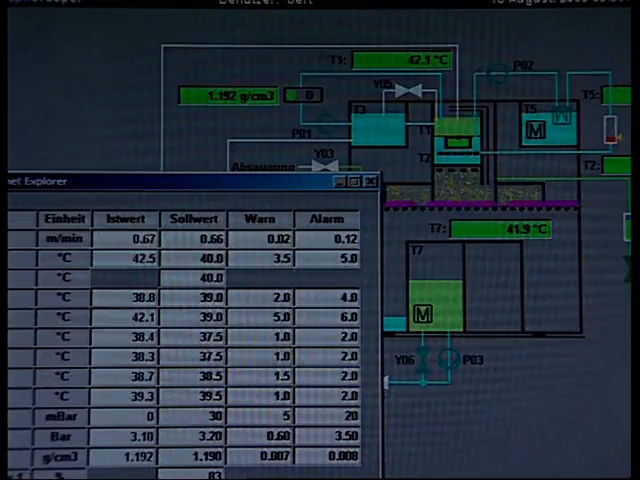 T1: 42.1 °C
P02
Y05
1.192 g/cm3 0
T3
T5
T5:
M
P01
T1
T2
Y03
Absaugung
T2:
net Explorer
Einheit Istwert Sollwert Warn Alarm
m/min 0.67 0.66 0.02 0.12
°C 42.5 40.0 3.5 5.0
°C 40.0
°C 38.8 39.0 2.0 4.0
°C 42.1 39.0 5.0 6.0
°C 38.4 37.5 1.0 2.0
°C 38.3 37.5 1.0 2.0
°C 38.7 38.5 1.5 2.0
°C 39.3 39.5 1.0 2.0
mBar 0 30 5 20
Bar 3.10 3.20 0.60 3.50
g/cm3 1.192 1.190 0.007 0.008
T7: 41.9 °C
T7
M
Y06 P03